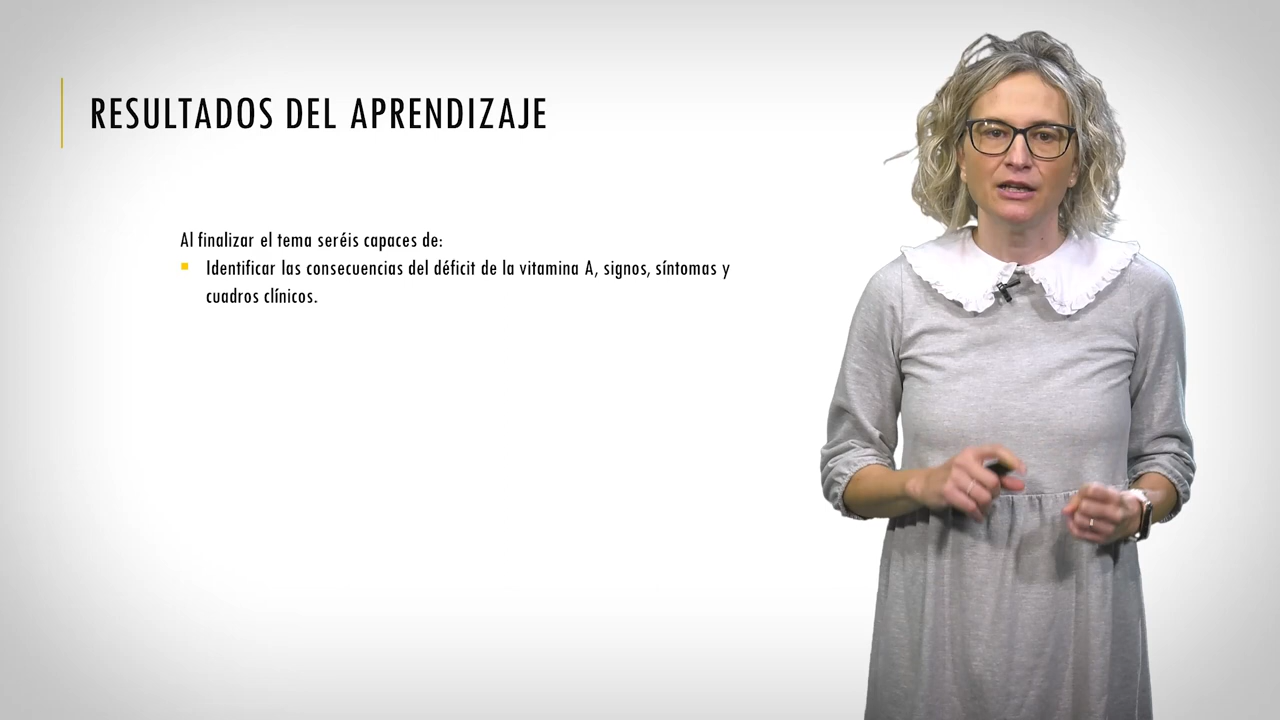 RESULTADOS DEL APRENDIZAJE
Al finalizar el tema seréis capaces de:
Identificar las consecuencias del déficit de la vitamina A, signos, síntomas y
cuadros clínicos.